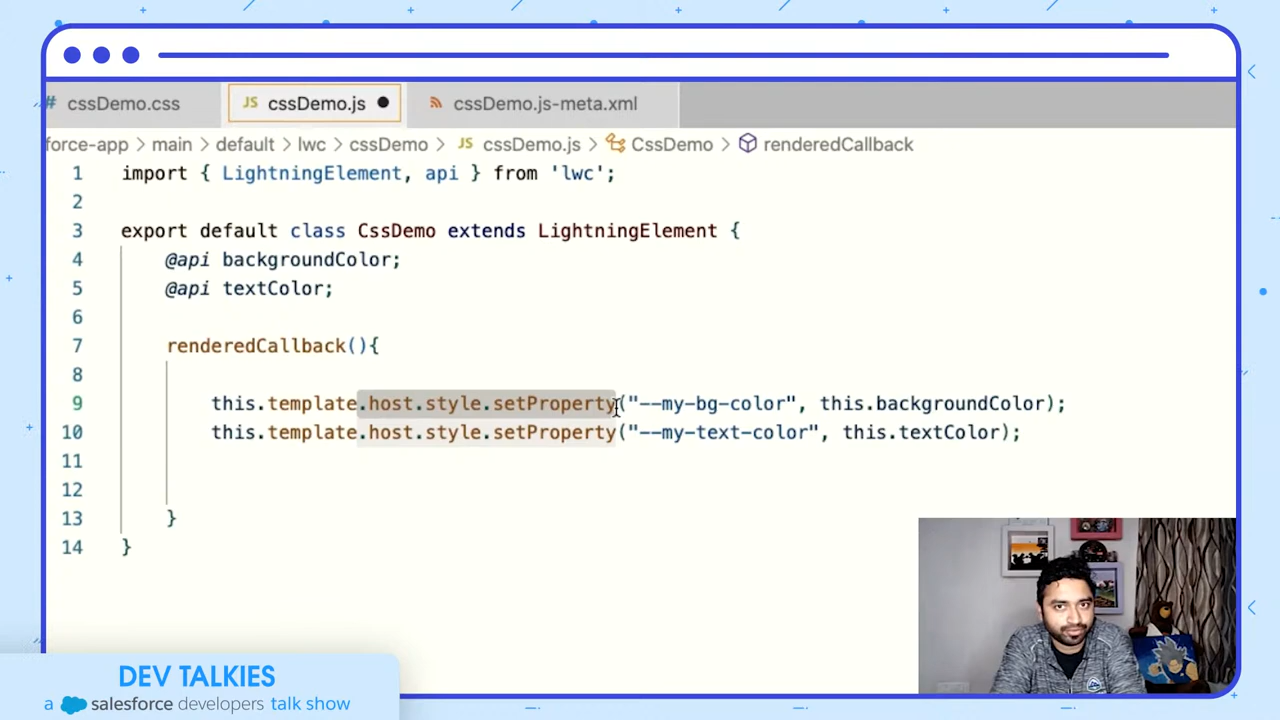 # cssDemo.css JS cssDemo.js cssDemo.js-meta.xml
force-app > main > default > lwc > cssDemo > JS cssDemo.js > CssDemo > renderedCallback
1 import { LightningElement, api } from 'lwc';
2
3 export default class CssDemo extends LightningElement {
4 @api backgroundColor;
5 @api textColor;
6
7 renderedCallback(){
8
9 this.template.host.style.setProperty("--my-bg-color", this.backgroundColor);
10 this.template.host.style.setProperty("--my-text-color", this.textColor);
11
12
13 }
14 }
DEV TALKIES
a salesforce developers talk show